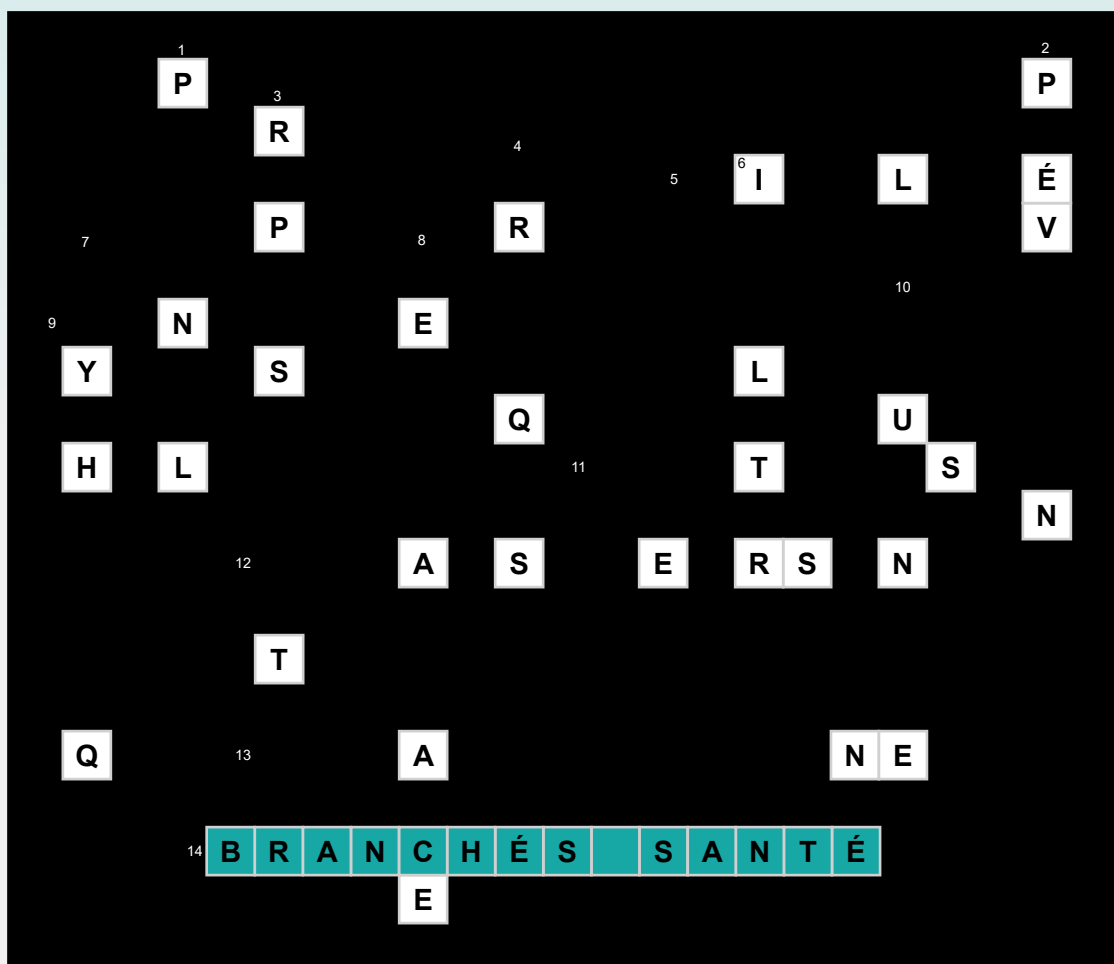 1 2
P P
3
R
4
5 6 I L É
P R V
7 8
10
9 N E
Y S L
Q U
H L 11 T S
N
12 A S E R S N
T
Q 13 A N E
14 B R A N C H É S S A N T É
E